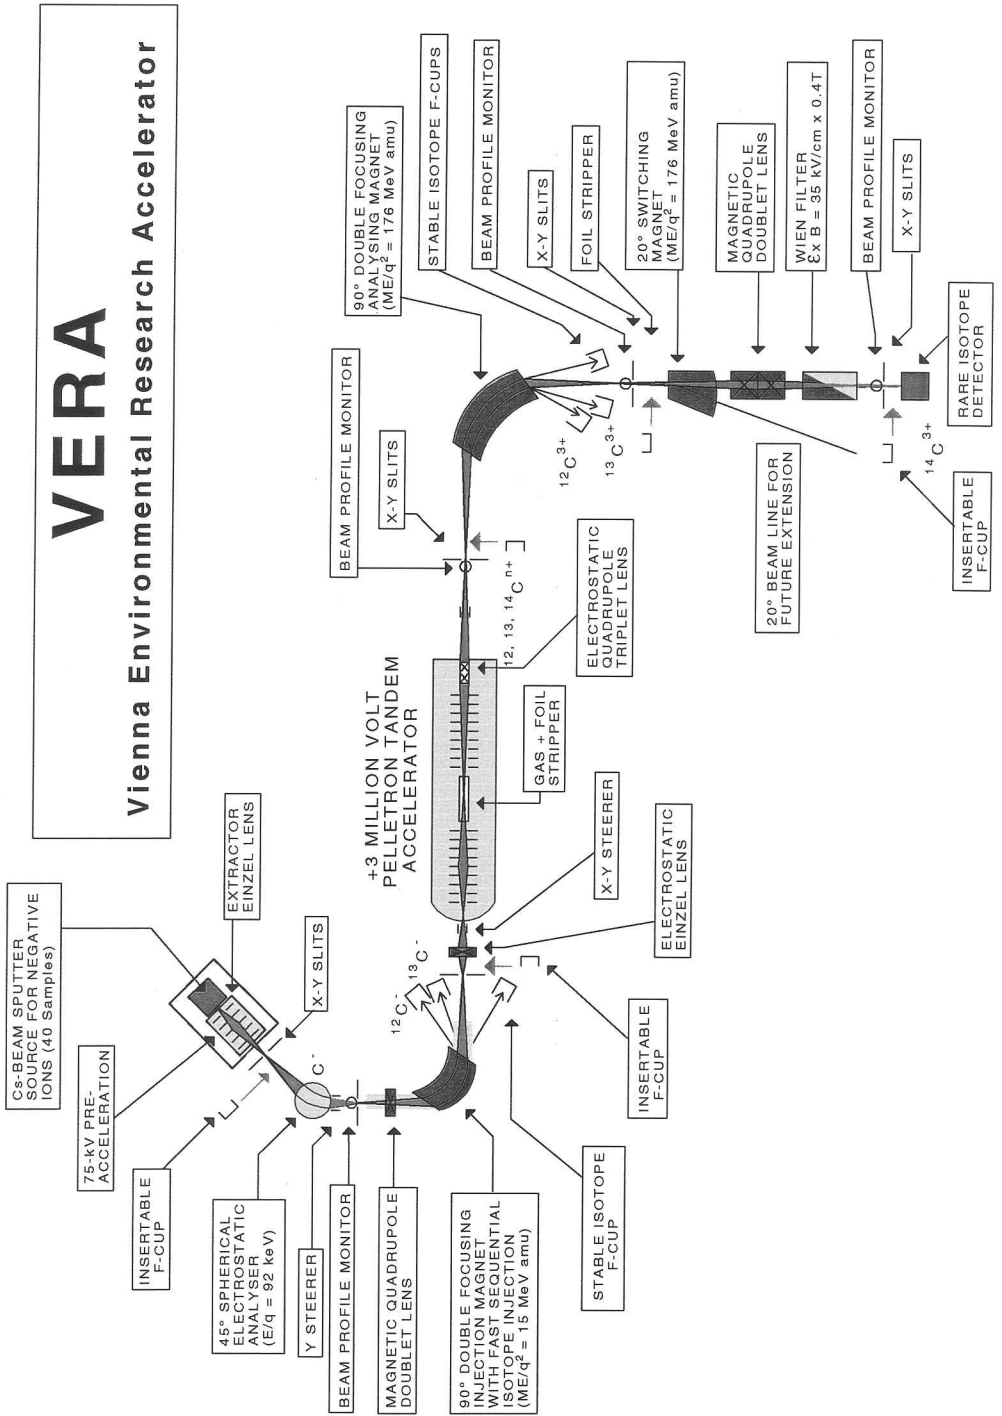 VERA
Vienna Environmental Research Accelerator
Cs-BEAM SPUTTER
SOURCE FOR NEGATIVE
IONS (40 Samples)
EXTRACTOR
EINZEL LENS
75-kV PRE-
ACCELERATION
X-Y SLITS
INSERTABLE
F-CUP
C⁻
45° SPHERICAL
ELECTROSTATIC
ANALYSER
(E/q = 92 keV)
Y STEERER
BEAM PROFILE MONITOR
MAGNETIC QUADRUPOLE
DOUBLET LENS
90° DOUBLE FOCUSING
INJECTION MAGNET
WITH FAST SEQUENTIAL
ISOTOPE INJECTION
(ME/q² = 15 MeV amu)
¹²C⁻
¹³C⁻
STABLE ISOTOPE
F-CUP
INSERTABLE
F-CUP
ELECTROSTATIC
EINZEL LENS
X-Y STEERER
+3 MILLION VOLT
PELLETRON TANDEM
ACCELERATOR
GAS + FOIL
STRIPPER
ELECTROSTATIC
QUADRUPOLE
TRIPLET LENS
12, 13, 14Cⁿ⁺
BEAM PROFILE MONITOR
X-Y SLITS
90° DOUBLE FOCUSING
ANALYSING MAGNET
(ME/q² = 176 MeV amu)
STABLE ISOTOPE F-CUPS
BEAM PROFILE MONITOR
X-Y SLITS
FOIL STRIPPER
¹²C³⁺
¹³C³⁺
20° SWITCHING
MAGNET
(ME/q² = 176 MeV amu)
MAGNETIC
QUADRUPOLE
DOUBLET LENS
WIEN FILTER
Ɛx B = 35 kV/cm x 0.4T
BEAM PROFILE MONITOR
X-Y SLITS
20° BEAM LINE FOR
FUTURE EXTENSION
¹⁴C³⁺
INSERTABLE
F-CUP
RARE ISOTOPE
DETECTOR